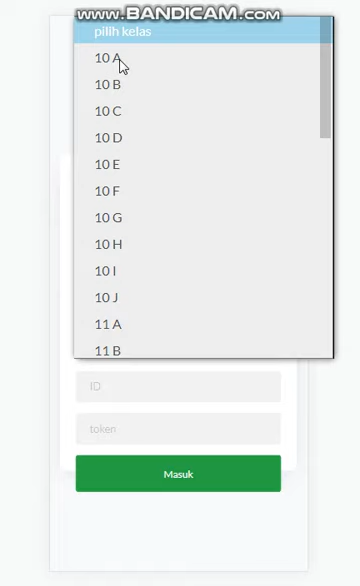 www.BANDICAM.com
pilih kelas
10 A
10 B
10 C
10 D
10 E
10 F
10 G
10 H
10 I
10 J
11 A
11 B
ID
token
Masuk